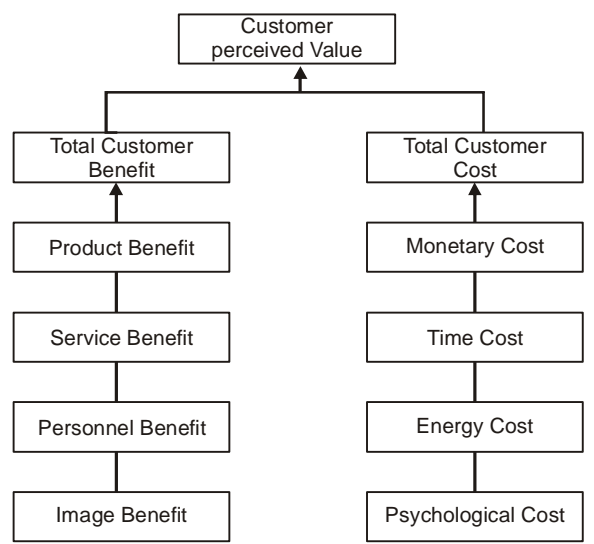 Customer
perceived Value
Total Customer
Benefit
Total Customer
Cost
Product Benefit
Monetary Cost
Service Benefit
Time Cost
Personnel Benefit
Energy Cost
Image Benefit
Psychological Cost